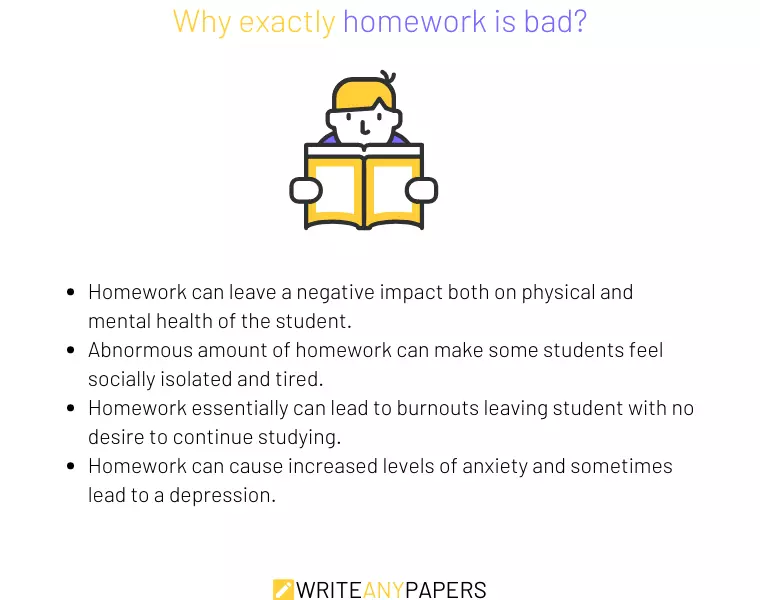 Why exactly homework is bad?
• Homework can leave a negative impact both on physical and
mental health of the student.
• Abnormous amount of homework can make some students feel
socially isolated and tired.
• Homework essentially can lead to burnouts leaving student with no
desire to continue studying.
• Homework can cause increased levels of anxiety and sometimes
lead to a depression.
WRITEANYPAPERS